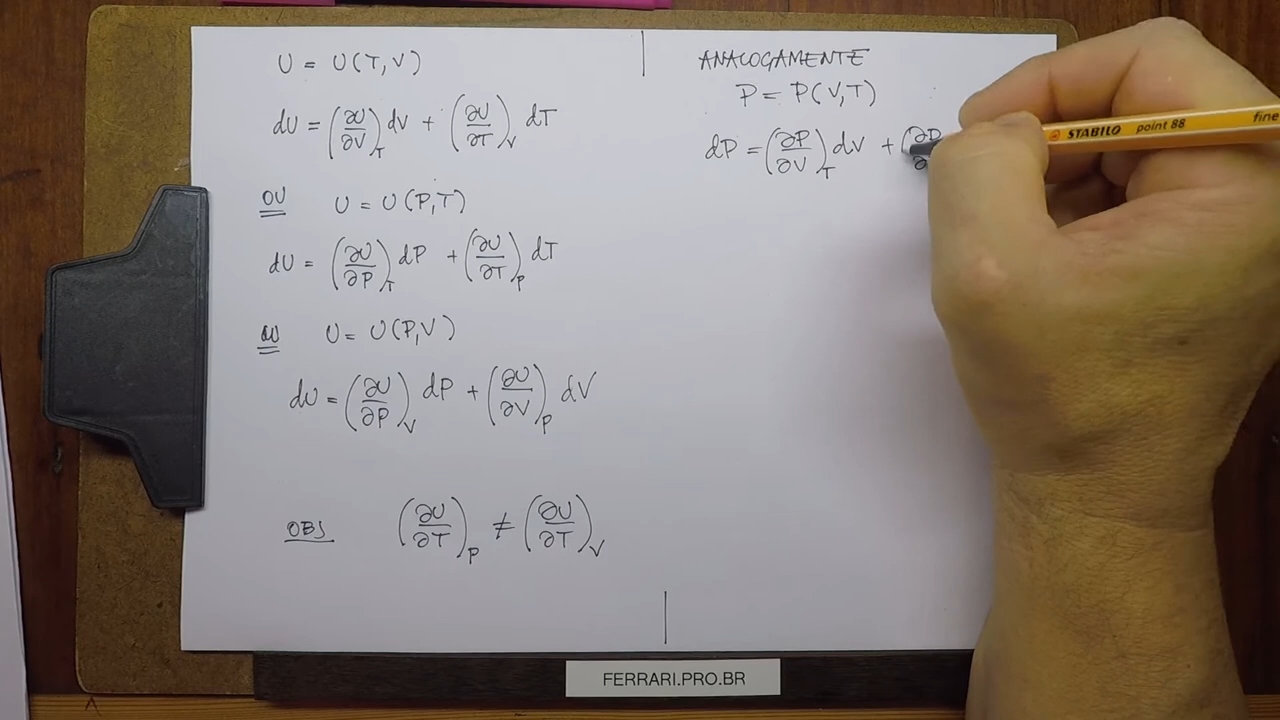 U = U(T,V)
dU = (∂U/∂V)_T dV + (∂U/∂T)_V dT
OU U = U(P,T)
dU = (∂U/∂P)_T dP + (∂U/∂T)_P dT
OU U = U(P,V)
dU = (∂U/∂P)_V dP + (∂U/∂V)_P dV
OBS (∂U/∂T)_P ≠ (∂U/∂T)_V
ANALOGAMENTE
P = P(V,T)
dP = (∂P/∂V)_T dV + (∂P/∂
STABILO point 88 fine
FERRARI.PRO.BR